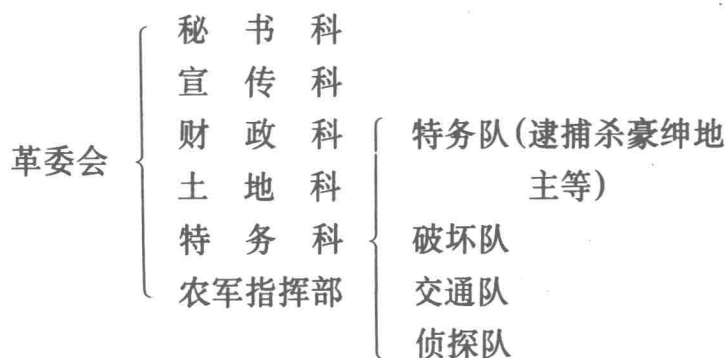 革委会
秘书科
宣传科
财政科
土地科
特务科
农军指挥部
特务队(逮捕杀豪绅地
主等)
破坏队
交通队
侦探队